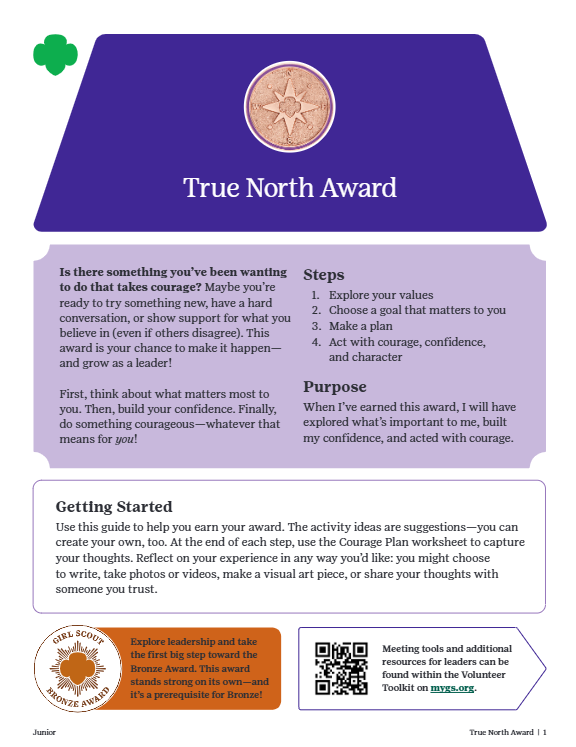 N
W
E
S
True North Award
Is there something you've been wanting
to do that takes courage? Maybe you're
ready to try something new, have a hard
conversation, or show support for what you
believe in (even if others disagree). This
award is your chance to make it happen—
and grow as a leader!
First, think about what matters most to
you. Then, build your confidence. Finally,
do something courageous—whatever that
means for you!
Steps
1. Explore your values
2. Choose a goal that matters to you
3. Make a plan
4. Act with courage, confidence,
and character
Purpose
When I've earned this award, I will have
explored what's important to me, built
my confidence, and acted with courage.
Getting Started
Use this guide to help you earn your award. The activity ideas are suggestions—you can
create your own, too. At the end of each step, use the Courage Plan worksheet to capture
your thoughts. Reflect on your experience in any way you'd like: you might choose
to write, take photos or videos, make a visual art piece, or share your thoughts with
someone you trust.
GIRL SCOUT
BRONZE AWARD
Explore leadership and take
the first big step toward the
Bronze Award. This award
stands strong on its own—and
it's a prerequisite for Bronze!
Meeting tools and additional
resources for leaders can be
found within the Volunteer
Toolkit on mygs.org.
Junior
True North Award | 1